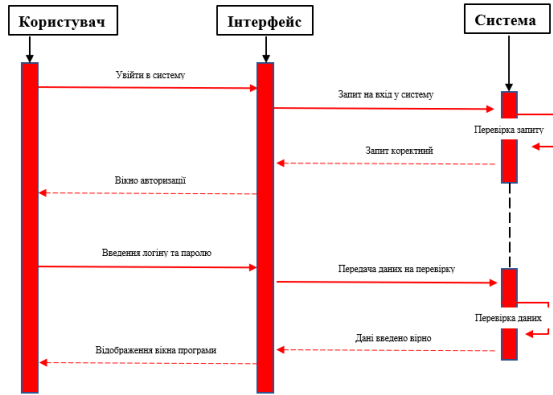 Користувач
Інтерфейс
Система
Увійти в систему
Запит на вхід у систему
Перевірка запиту
Запит коректний
Вікно авторизації
Введення логіну та паролю
Передача даних на перевірку
Перевірка даних
Дані введено вірно
Відображення вікна програми